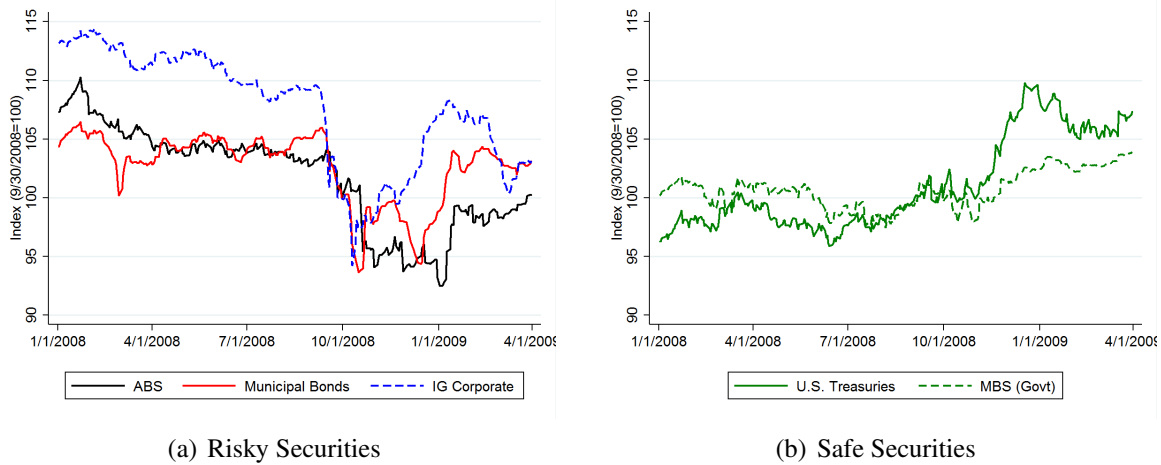 Index (9/30/2008=100)
115
110
105
100
95
90
1/1/2008 4/1/2008 7/1/2008 10/1/2008 1/1/2009 4/1/2009
ABS Municipal Bonds IG Corporate
(a) Risky Securities
Index (9/30/2008=100)
115
110
105
100
95
90
1/1/2008 4/1/2008 7/1/2008 10/1/2008 1/1/2009 4/1/2009
U.S. Treasuries MBS (Govt)
(b) Safe Securities